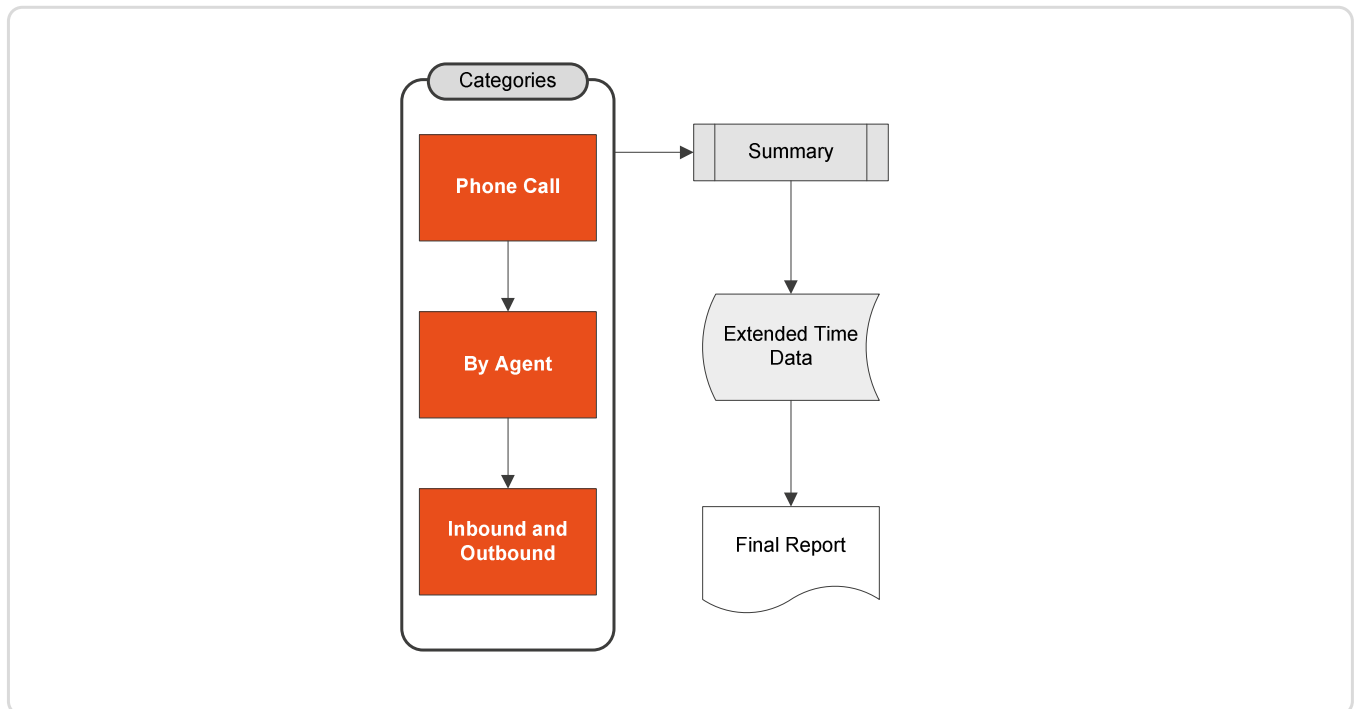 Categories
Phone Call
By Agent
Inbound and
Outbound
Summary
Extended Time
Data
Final Report